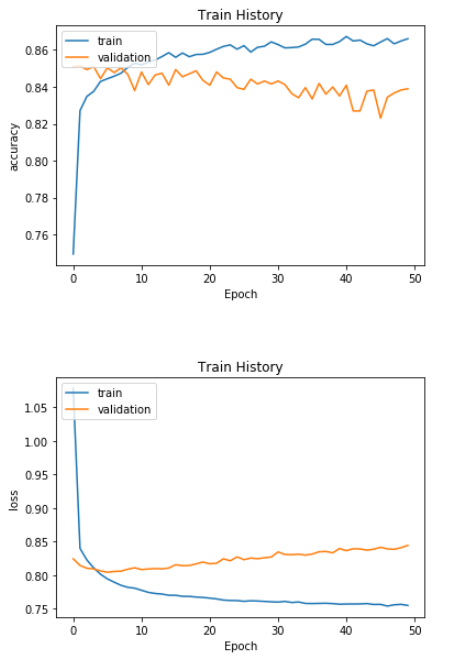 Train History
train
validation
0.86
0.84
0.82
0.80
0.78
0.76
accuracy
0 10 20 30 40 50
Epoch
Train History
train
validation
1.05
1.00
0.95
0.90
0.85
0.80
0.75
loss
0 10 20 30 40 50
Epoch